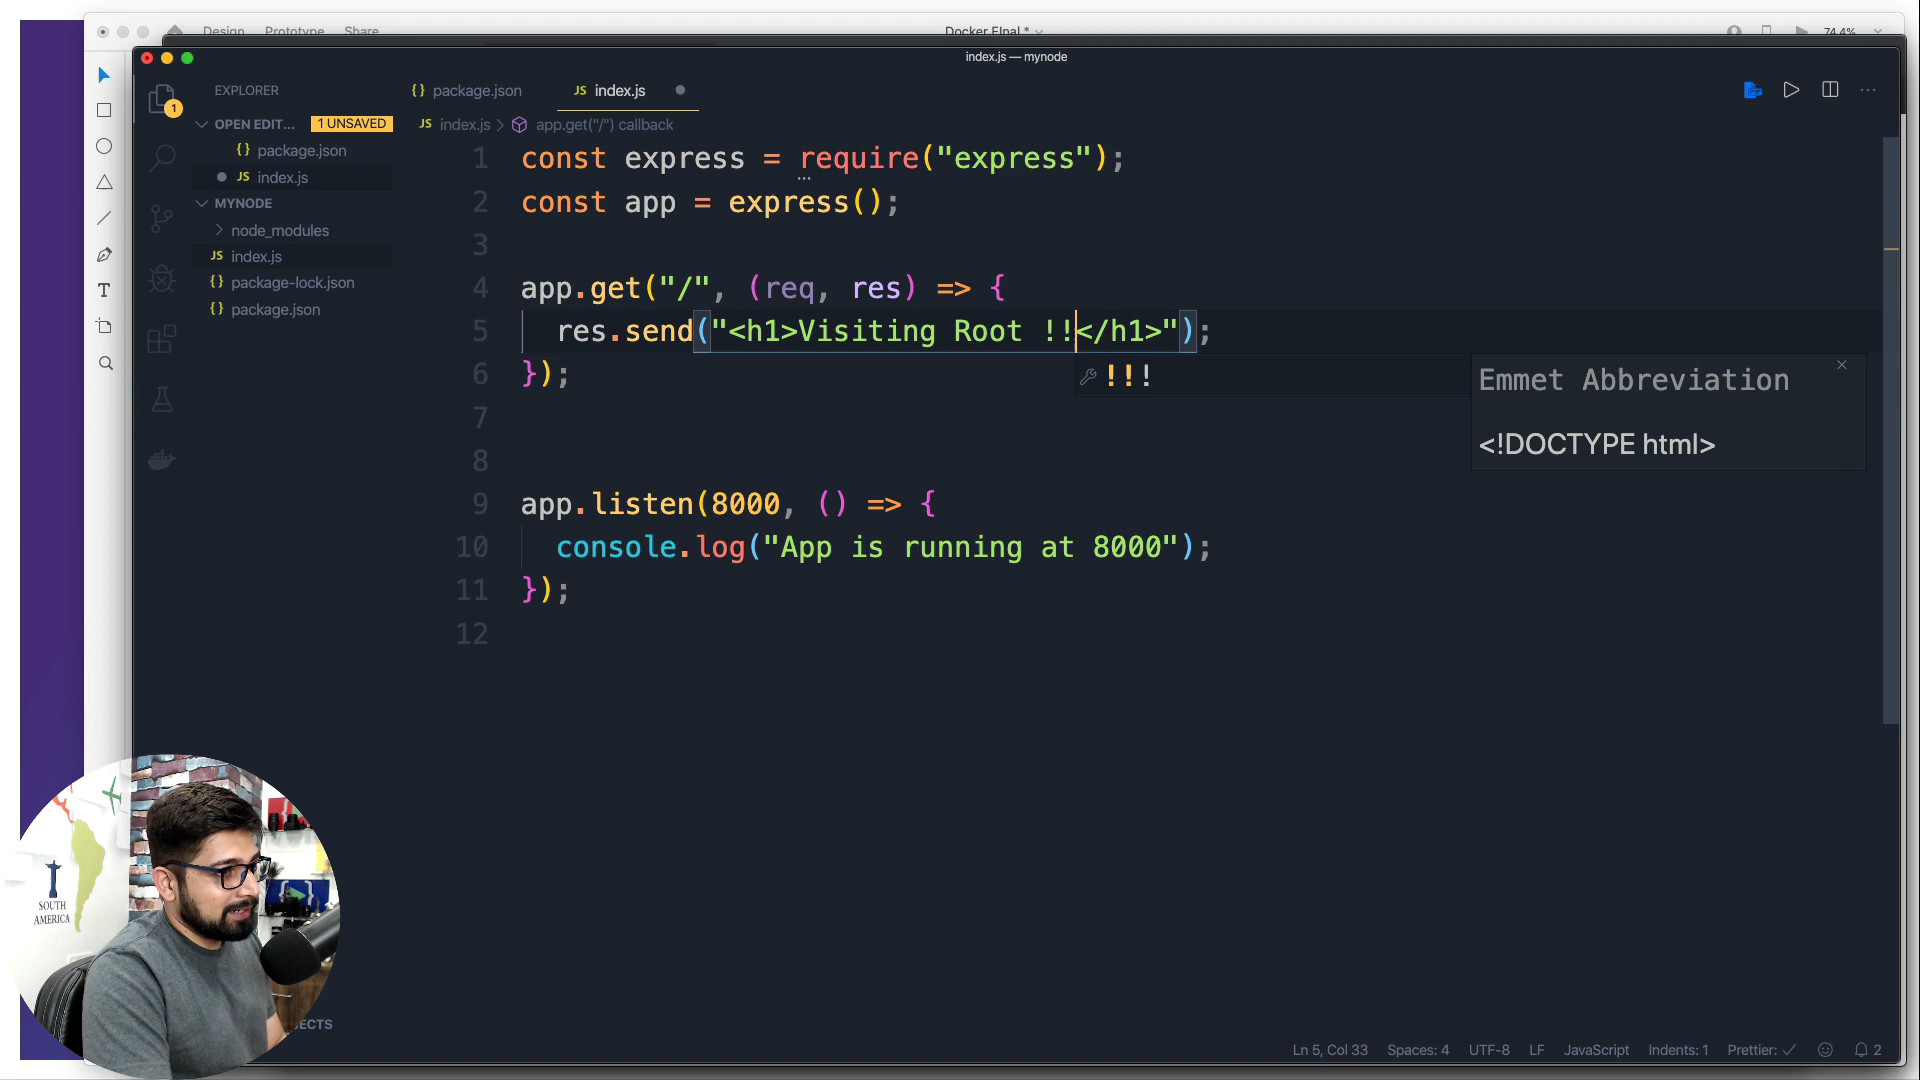 Design Prototype Share
Docker FInal *
74.4%
index.js — mynode
1
EXPLORER
OPEN EDIT... 1 UNSAVED
{} package.json
JS index.js
MYNODE
node_modules
JS index.js
{} package-lock.json
{} package.json
{} package.json
JS index.js
JS index.js > app.get("/") callback
1 const express = require("express");
2 const app = express();
3
4 app.get("/", (req, res) => {
5 res.send("<h1>Visiting Root !!</h1>");
6 });
7
8
9 app.listen(8000, () => {
10 console.log("App is running at 8000");
11 });
12
!!!
Emmet Abbreviation
<!DOCTYPE html>
SOUTH
AMERICA
Ln 5, Col 33 Spaces: 4 UTF-8 LF JavaScript Indents: 1 Prettier: ✓ 2